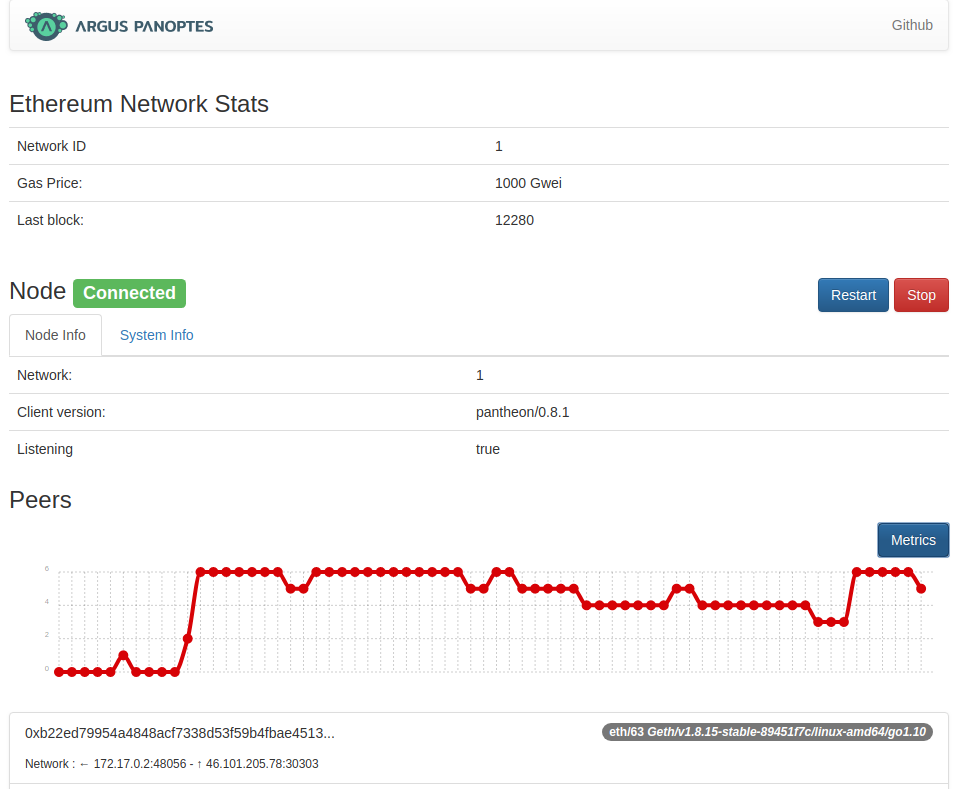 ARGUS PANOPTES
Github
Ethereum Network Stats
Network ID 1
Gas Price: 1000 Gwei
Last block: 12280
Node Connected
Restart Stop
Node Info System Info
Network: 1
Client version: pantheon/0.8.1
Listening true
Peers
Metrics
6
4
2
0
0xb22ed79954a4848acf7338d53f59b4fbae4513...
eth/63 Geth/v1.8.15-stable-89451f7c/linux-amd64/go1.10
Network : ← 172.17.0.2:48056 - ↑ 46.101.205.78:30303